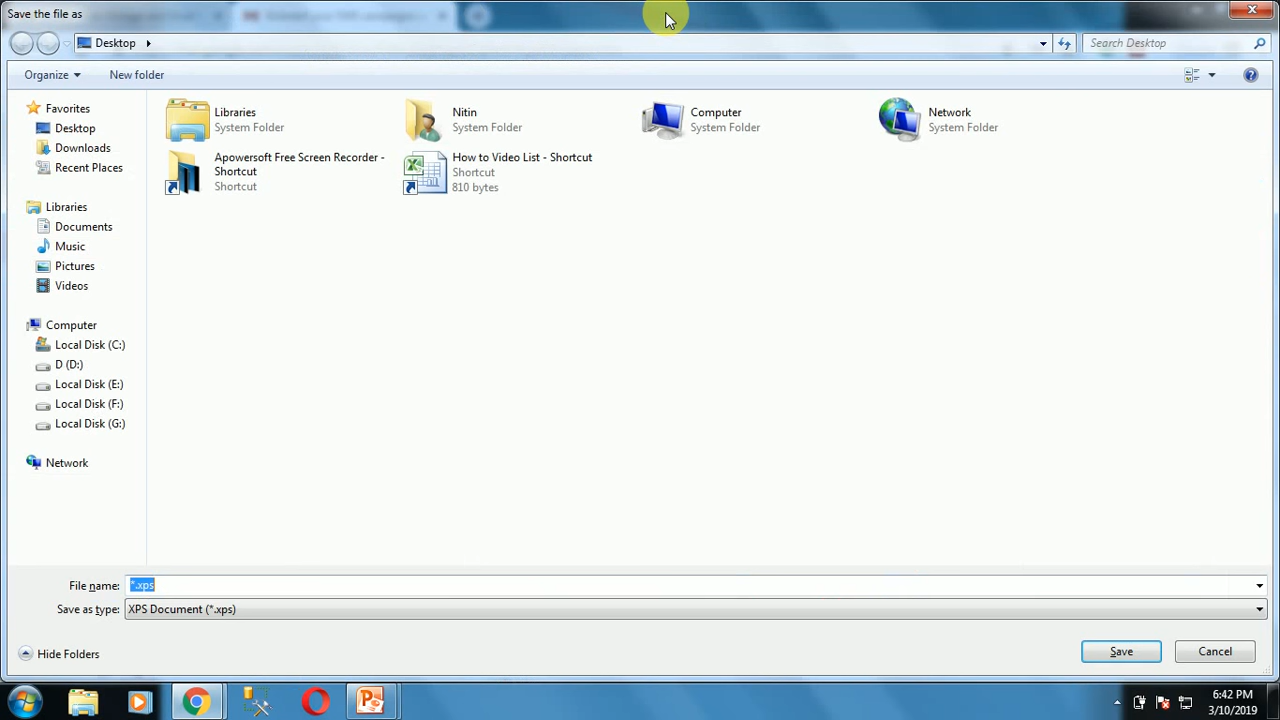 Save the file as
Desktop
Search Desktop
Organize
New folder
Favorites
Desktop
Downloads
Recent Places
Libraries
Documents
Music
Pictures
Videos
Computer
Local Disk (C:)
D (D:)
Local Disk (E:)
Local Disk (F:)
Local Disk (G:)
Network
Libraries
System Folder
Nitin
System Folder
Computer
System Folder
Network
System Folder
Apowersoft Free Screen Recorder -
Shortcut
Shortcut
How to Video List - Shortcut
Shortcut
810 bytes
File name: *.xps
Save as type: XPS Document (*.xps)
Hide Folders
Save
Cancel
6:42 PM
3/10/2019